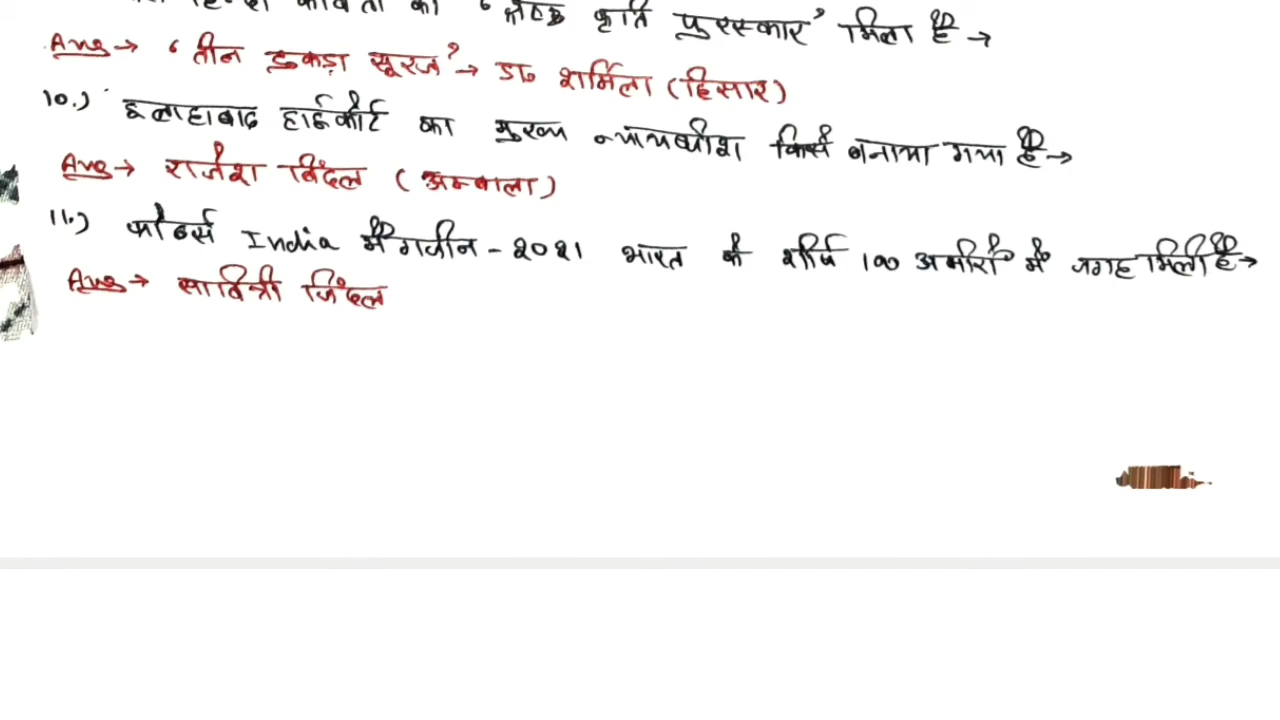 हिन्दी कविता को 'श्रेष्ठ कृति पुरस्कार' मिला है →
Ans → 'तीन टुकड़ा सूरज' → डा० शर्मिला (हिसार)
10.) इलाहाबाद हाईकोर्ट का मुख्य न्यायधीश किसे बनाया गया है →
Ans → राजेश बिंदल (अम्बाला)
11.) फोर्ब्स India मैगजीन - 2021 भारत के शीर्ष 100 अमीरों में जगह मिली है →
Ans → सावित्री जिंदल